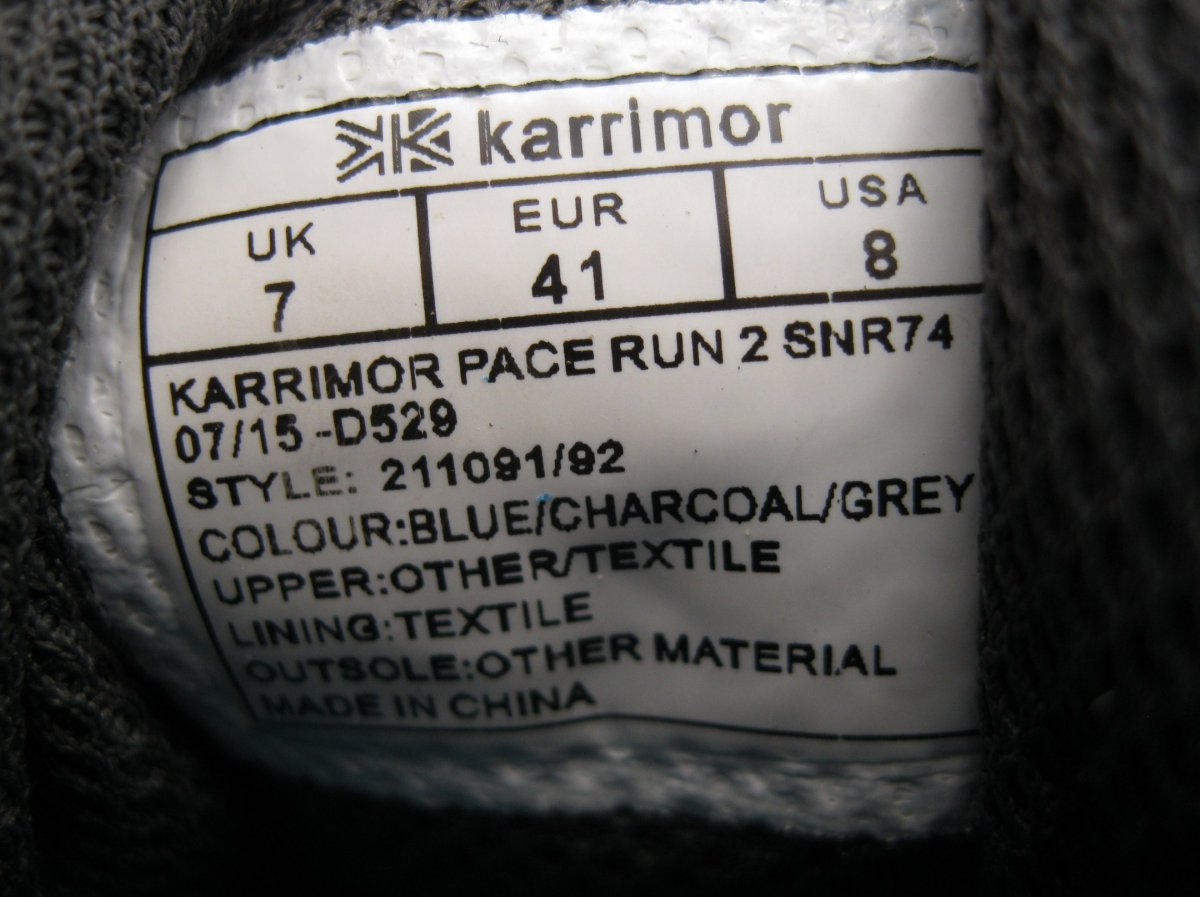 karrimor
UK EUR USA
7 41 8
KARRIMOR PACE RUN 2 SNR74
07/15 -D529
STYLE: 211091/92
COLOUR:BLUE/CHARCOAL/GREY
UPPER:OTHER/TEXTILE
LINING:TEXTILE
OUTSOLE:OTHER MATERIAL
MADE IN CHINA